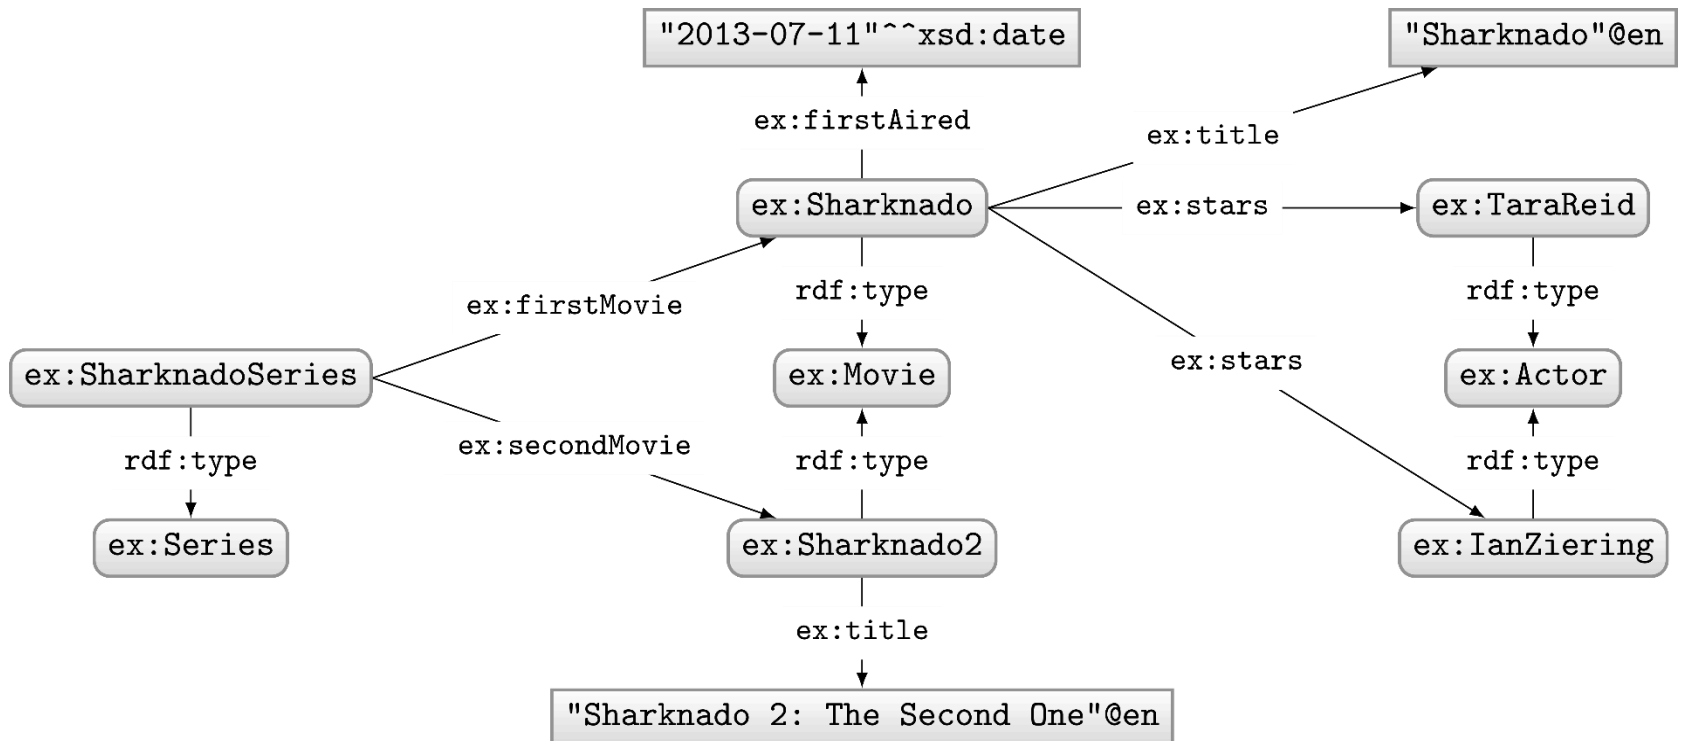 "2013-07-11"^^xsd:date
"Sharknado"@en
ex:firstAired
ex:title
ex:Sharknado
ex:stars
ex:TaraReid
rdf:type
rdf:type
ex:firstMovie
ex:stars
ex:SharknadoSeries
ex:Movie
ex:Actor
ex:secondMovie
rdf:type
rdf:type
rdf:type
ex:Series
ex:Sharknado2
ex:IanZiering
ex:title
"Sharknado 2: The Second One"@en